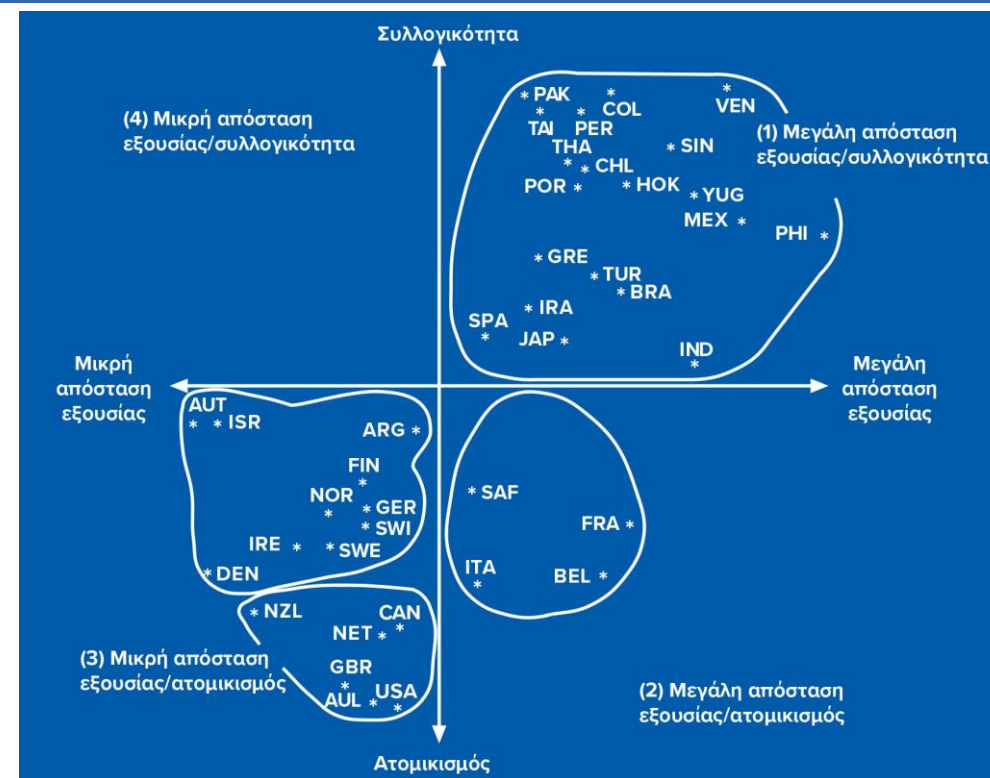 Συλλογικότητα
(4) Μικρή απόσταση
εξουσίας/συλλογικότητα
(1) Μεγάλη απόσταση
εξουσίας/συλλογικότητα
* PAK
COL
VEN
TAI PER
THA
* SIN
CHL
POR *
* HOK
* YUG
MEX *
PHI *
* GRE
* TUR
* BRA
* IRA
SPA
JAP *
IND
Μικρή
απόσταση
εξουσίας
Μεγάλη
απόσταση
εξουσίας
AUT
* ISR
ARG *
FIN
NOR
* GER
* SWI
IRE *
* SWE
* DEN
* SAF
FRA *
ITA
BEL *
* NZL
CAN
NET *
GBR
AUL *
USA
(3) Μικρή απόσταση
εξουσίας/ατομικισμός
(2) Μεγάλη απόσταση
εξουσίας/ατομικισμός
Ατομικισμός